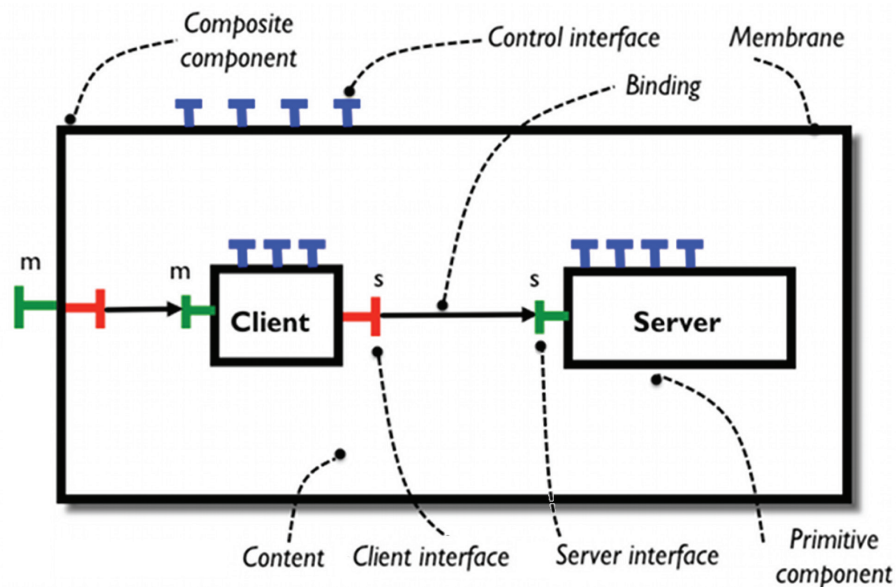 Composite
component
Control interface
Membrane
Binding
m
m
s
s
Client
Server
Content
Client interface
Server interface
Primitive
component